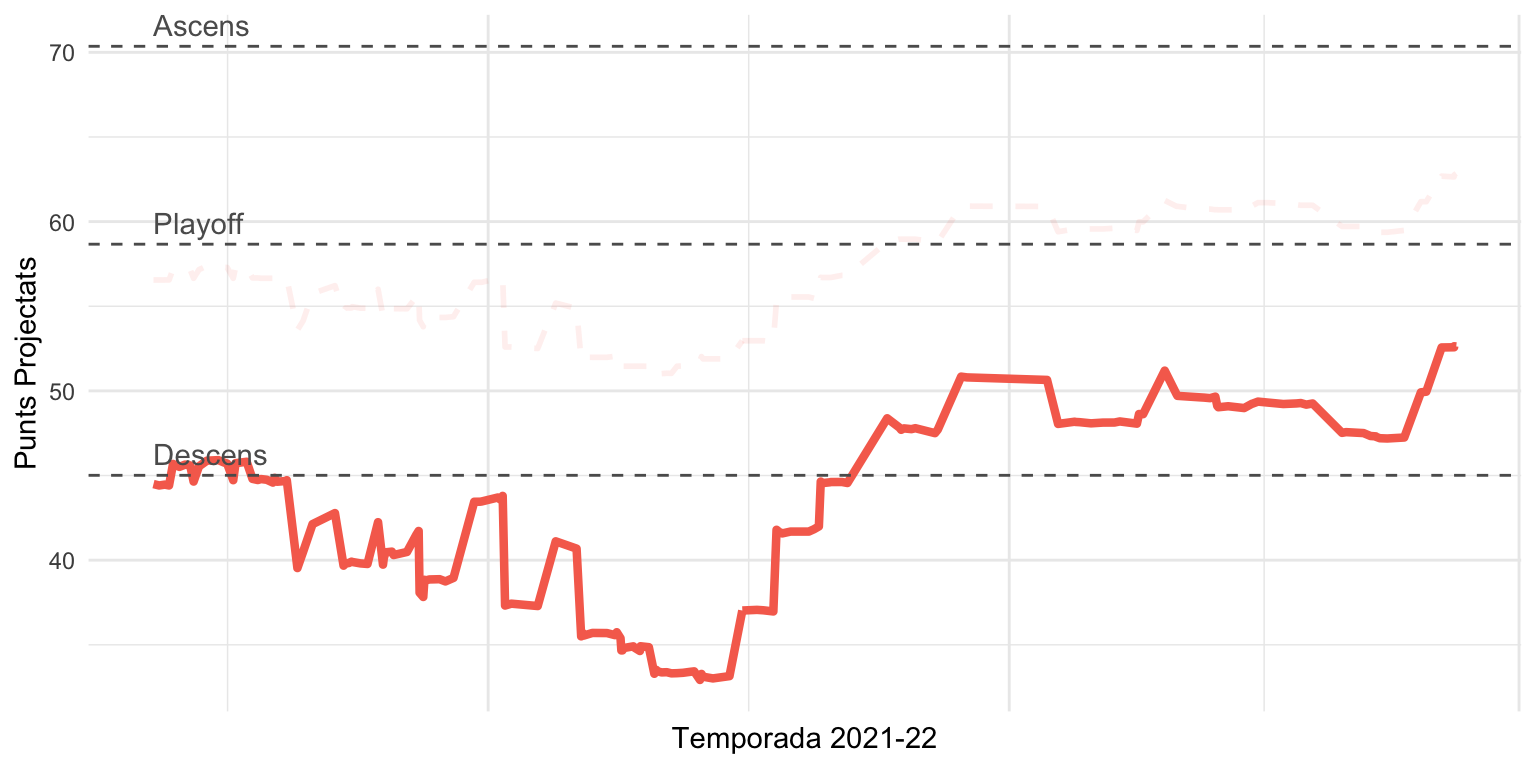 Ascens
70
Playoff
60
50
Descens
40
Punts Projectats
Temporada 2021-22